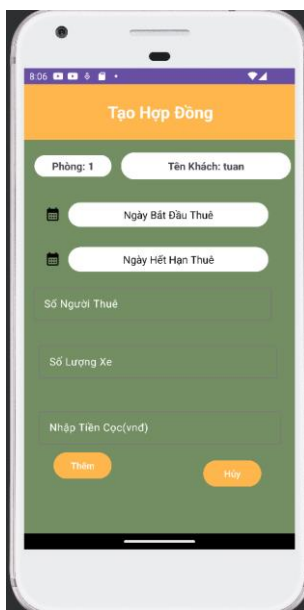 8:06
Tạo Hợp Đồng
Phòng: 1
Tên Khách: tuan
Ngày Bắt Đầu Thuê
Ngày Hết Hạn Thuê
Số Người Thuê
Số Lượng Xe
Nhập Tiền Cọc(vnđ)
Thêm
Hủy